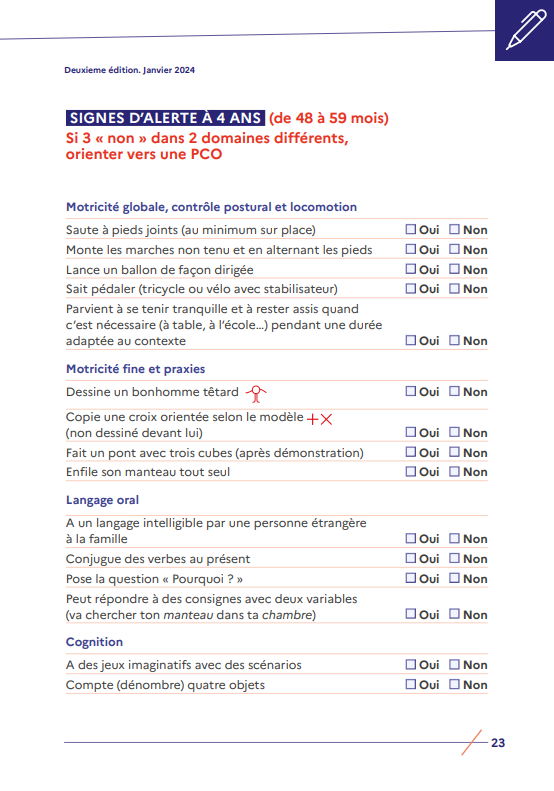 Deuxieme édition. Janvier 2024
SIGNES D’ALERTE À 4 ANS (de 48 à 59 mois)
Si 3 « non » dans 2 domaines différents,
orienter vers une PCO
Motricité globale, contrôle postural et locomotion
Saute à pieds joints (au minimum sur place) Oui Non
Monte les marches non tenu et en alternant les pieds Oui Non
Lance un ballon de façon dirigée Oui Non
Sait pédaler (tricycle ou vélo avec stabilisateur) Oui Non
Parvient à se tenir tranquille et à rester assis quand
c’est nécessaire (à table, à l’école…) pendant une durée
adaptée au contexte Oui Non
Motricité fine et praxies
Dessine un bonhomme têtard Oui Non
Copie une croix orientée selon le modèle
(non dessiné devant lui) Oui Non
Fait un pont avec trois cubes (après démonstration) Oui Non
Enfile son manteau tout seul Oui Non
Langage oral
A un langage intelligible par une personne étrangère
à la famille Oui Non
Conjugue des verbes au présent Oui Non
Pose la question « Pourquoi ? » Oui Non
Peut répondre à des consignes avec deux variables
(va chercher ton manteau dans ta chambre) Oui Non
Cognition
A des jeux imaginatifs avec des scénarios Oui Non
Compte (dénombre) quatre objets Oui Non
23